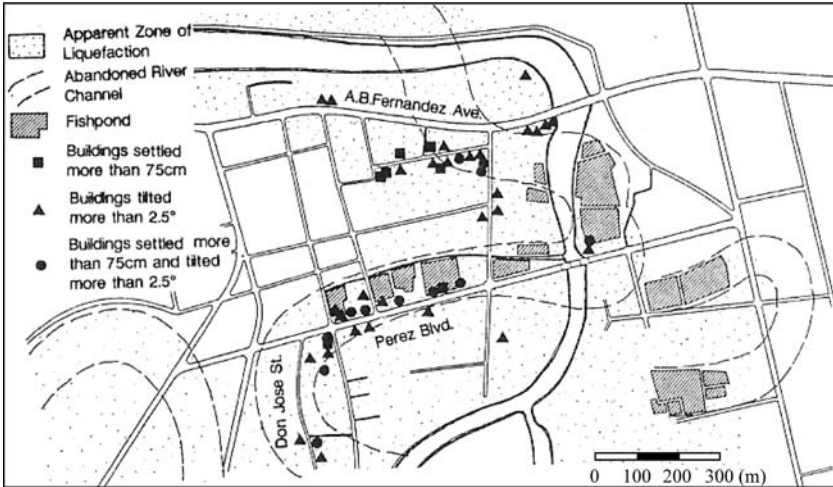 Apparent Zone of
Liquefaction
Abandoned River
Channel
Fishpond
Buildings settled
more than 75cm
Buildings tilted
more than 2.5°
Buildings settled more
than 75cm and tilted
more than 2.5°
A.B.Fernandez Ave.
Perez Blvd.
Don Jose St.
0 100 200 300 (m)